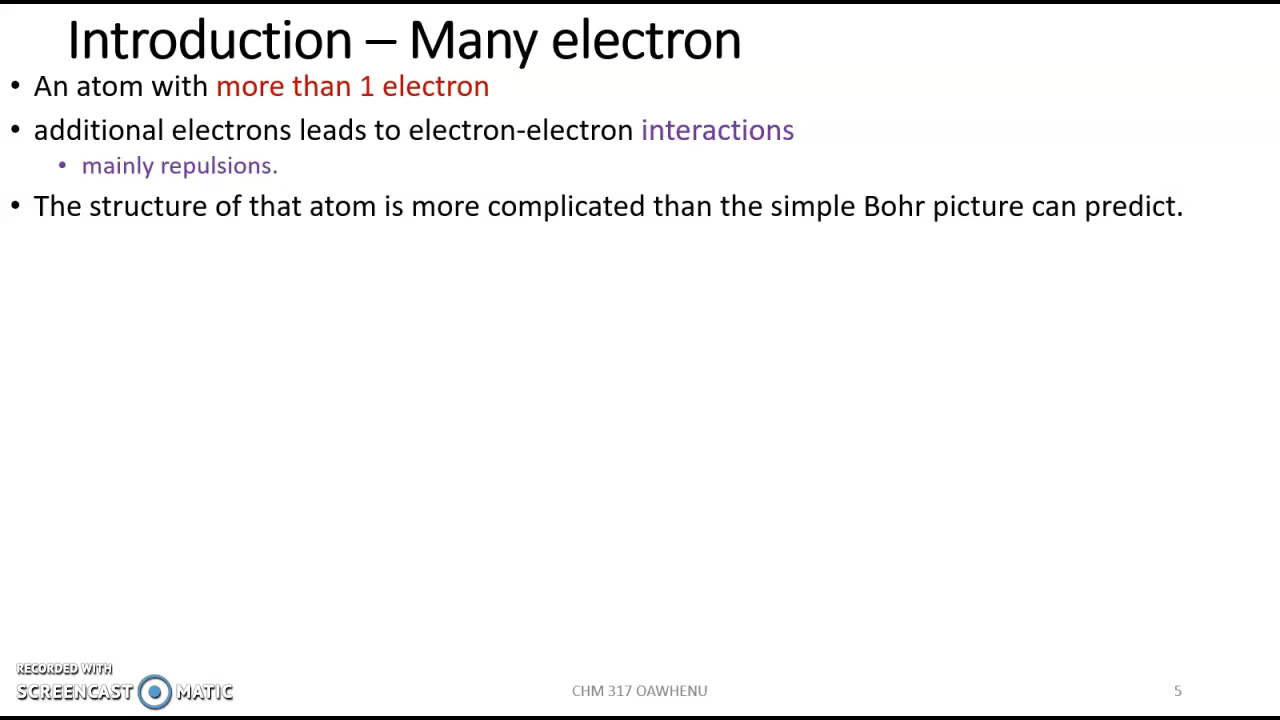 Introduction – Many electron
• An atom with more than 1 electron
• additional electrons leads to electron-electron interactions
• mainly repulsions.
• The structure of that atom is more complicated than the simple Bohr picture can predict.
RECORDED WITH
SCREENCAST MATIC
CHM 317 OAWHENU
5